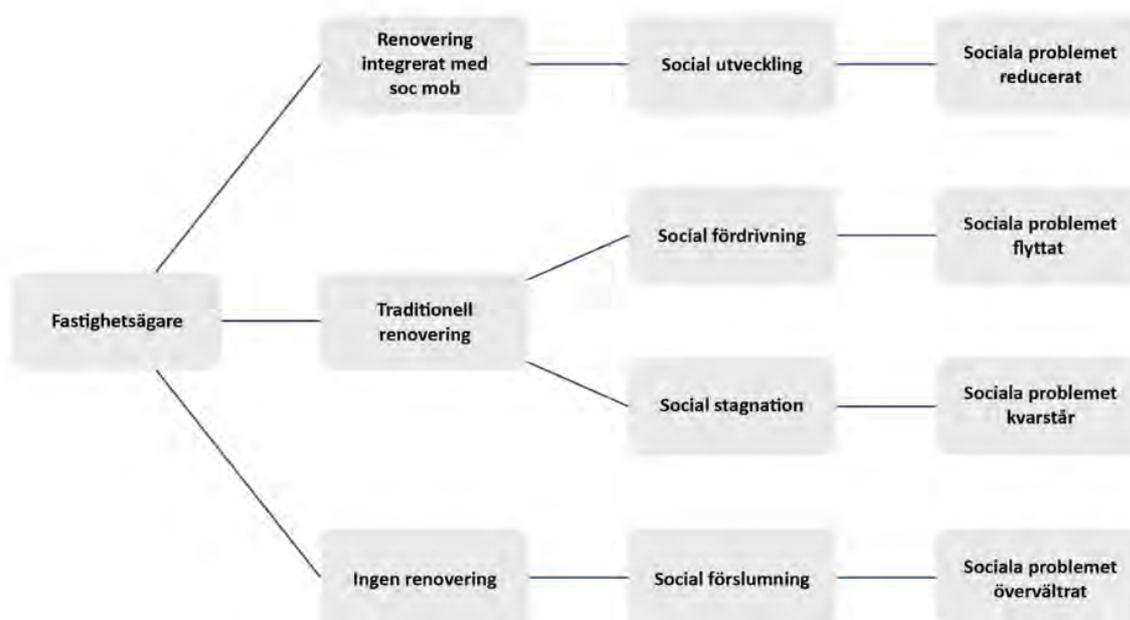 Renovering
integrerat med
soc mob
Social utveckling
Sociala problemet
reducerat
Social fördrivning
Sociala problemet
flyttat
Fastighetsägare
Traditionell
renovering
Social stagnation
Sociala problemet
kvarstår
Ingen renovering
Social förslumning
Sociala problemet
övervältrat